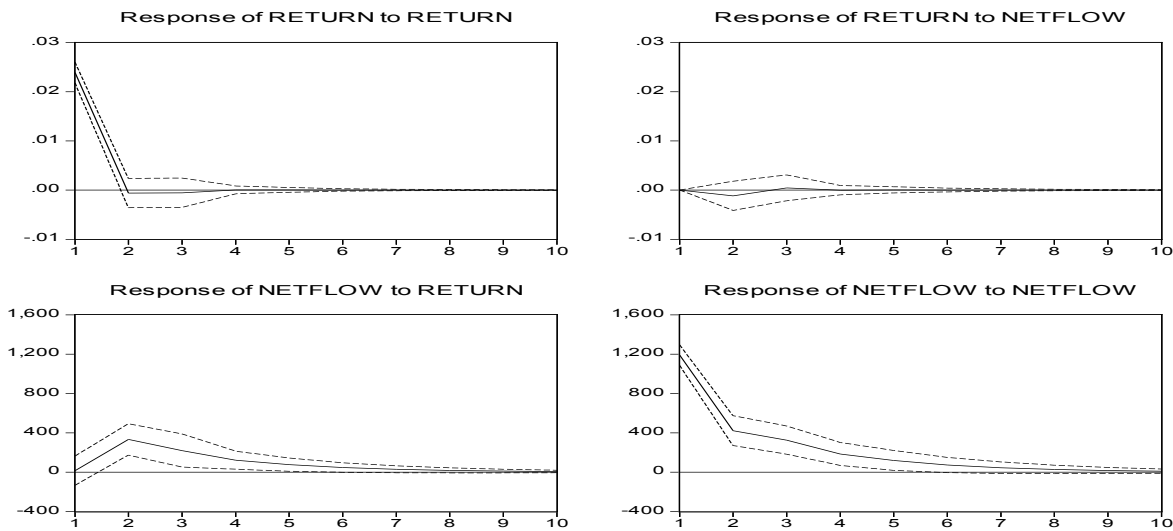 Response of RETURN to RETURN
.03
.02
.01
.00
-.01
1 2 3 4 5 6 7 8 9 10
Response of RETURN to NETFLOW
.03
.02
.01
.00
-.01
1 2 3 4 5 6 7 8 9 10
Response of NETFLOW to RETURN
1,600
1,200
800
400
0
-400
1 2 3 4 5 6 7 8 9 10
Response of NETFLOW to NETFLOW
1,600
1,200
800
400
0
-400
1 2 3 4 5 6 7 8 9 10